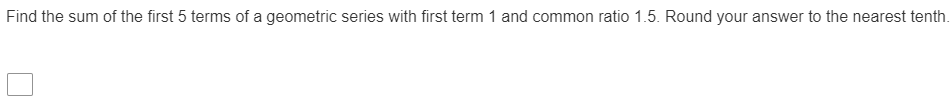 Find the sum of the first 5 terms of a geometric series with first term 1 and common ratio 1.5. Round your answer to the nearest tenth.